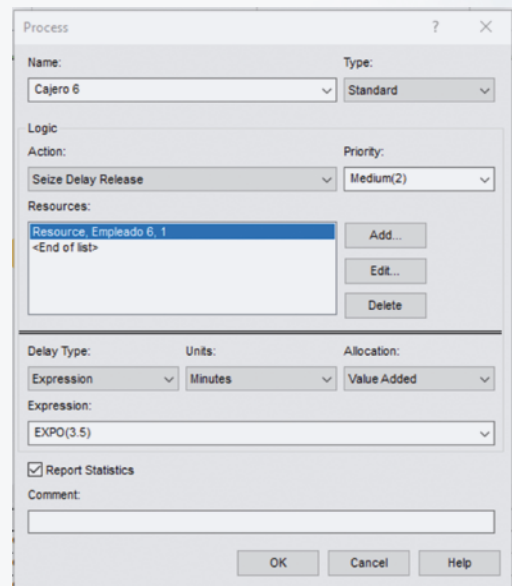 Process ? ×
Name: Type:
Cajero 6 Standard
Logic
Action: Priority:
Seize Delay Release Medium(2)
Resources:
Resource, Empleado 6, 1
<End of list>
Add...
Edit...
Delete
Delay Type: Units: Allocation:
Expression Minutes Value Added
Expression:
EXPO(3.5)
Report Statistics
Comment:
OK Cancel Help